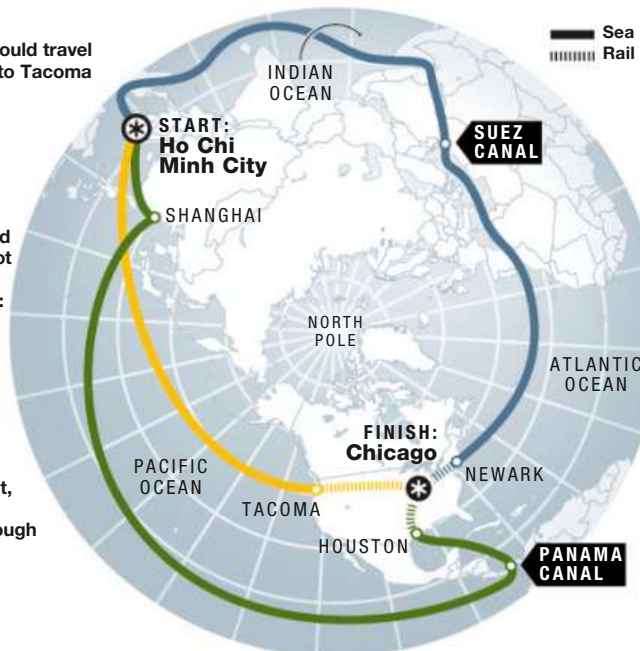 ould travel
to Tacoma
Sea
Rail
INDIAN
OCEAN
SUEZ
CANAL
START:
Ho Chi
Minh City
SHANGHAI
d
ot
:
NORTH
POLE
ATLANTIC
OCEAN
FINISH:
Chicago
PACIFIC
OCEAN
NEWARK
t,
TACOMA
ough
HOUSTON
PANAMA
CANAL